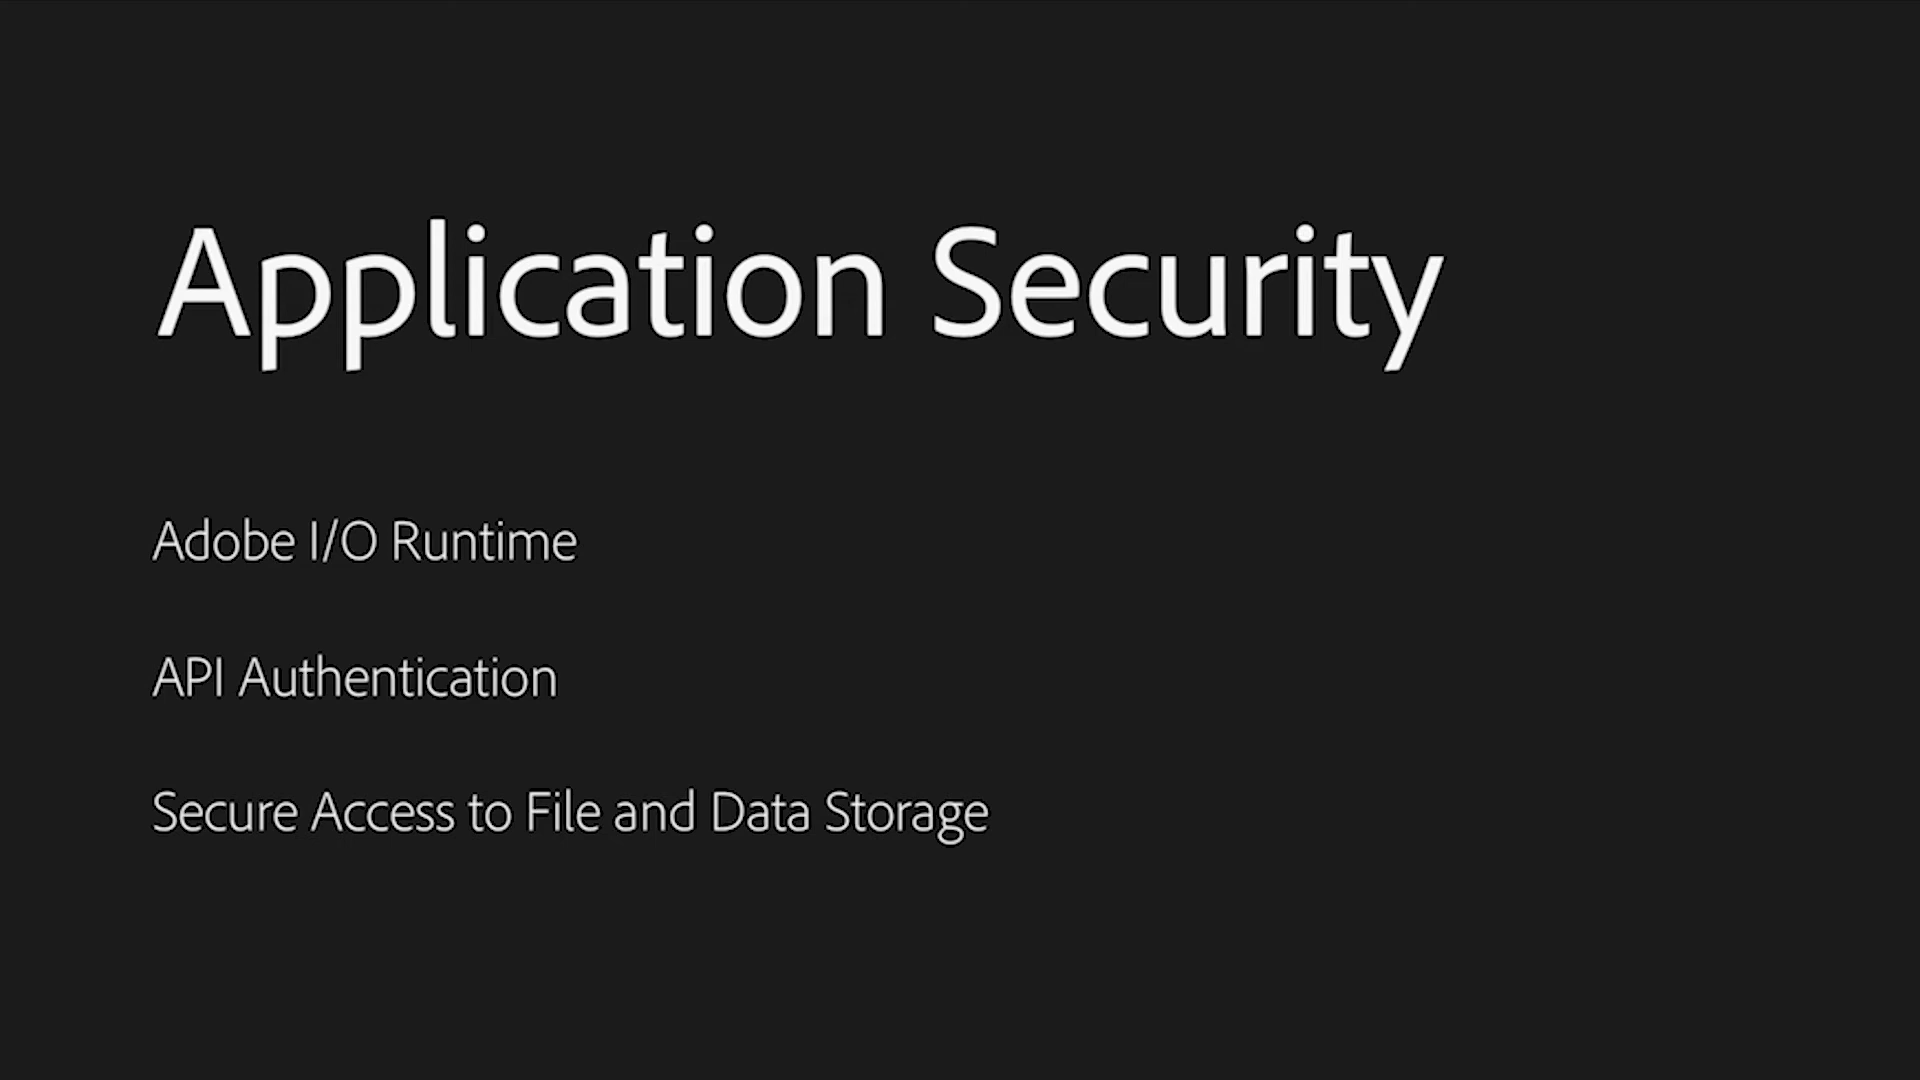 Application Security
Adobe I/O Runtime
API Authentication
Secure Access to File and Data Storage